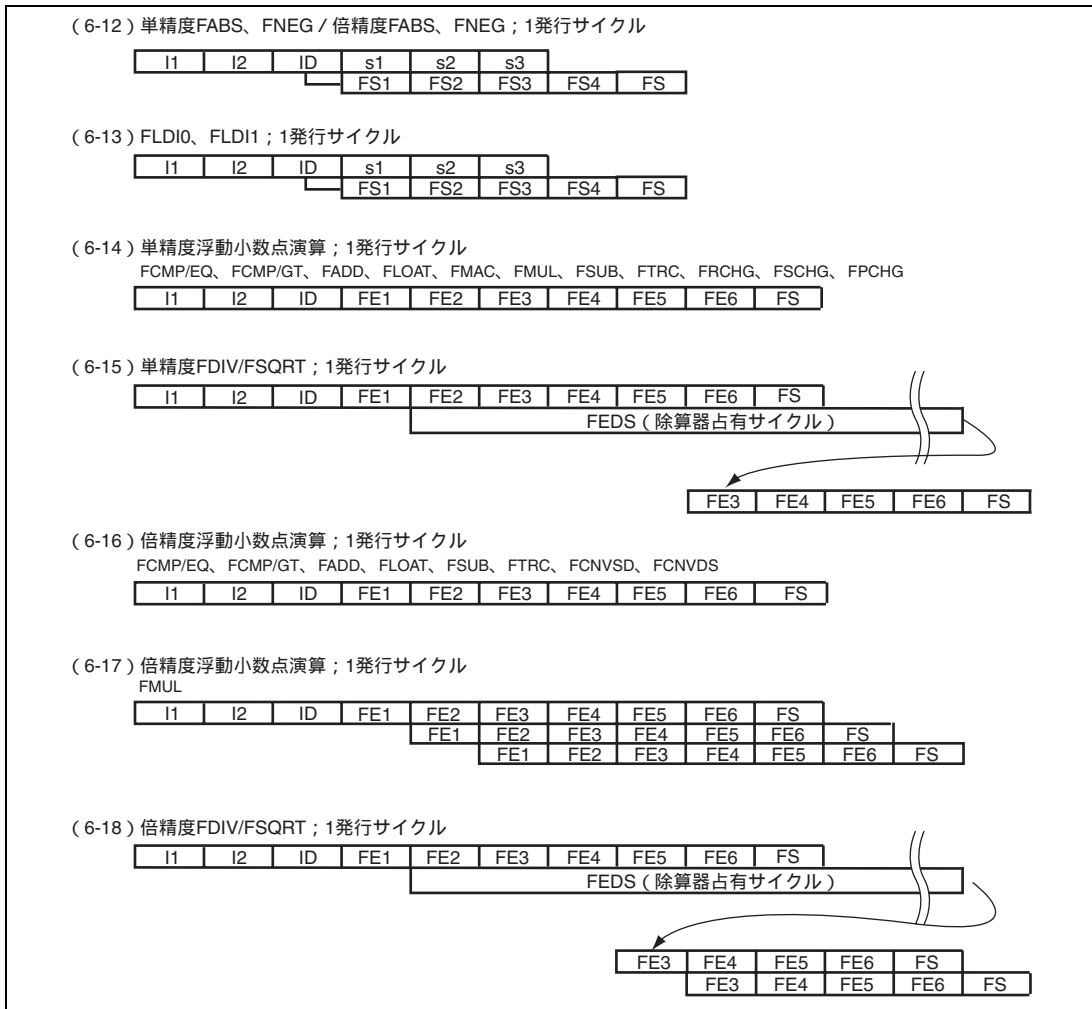 （6-12）単精度FABS、FNEG / 倍精度FABS、FNEG；1発行サイクル
I1 I2 ID s1 s2 s3
FS1 FS2 FS3 FS4 FS
（6-13）FLDI0、FLDI1；1発行サイクル
I1 I2 ID s1 s2 s3
FS1 FS2 FS3 FS4 FS
（6-14）単精度浮動小数点演算；1発行サイクル
FCMP/EQ、FCMP/GT、FADD、FLOAT、FMAC、FMUL、FSUB、FTRC、FRCHG、FSCHG、FPCHG
I1 I2 ID FE1 FE2 FE3 FE4 FE5 FE6 FS
（6-15）単精度FDIV/FSQRT；1発行サイクル
I1 I2 ID FE1 FE2 FE3 FE4 FE5 FE6 FS
FEDS（除算器占有サイクル）
FE3 FE4 FE5 FE6 FS
（6-16）倍精度浮動小数点演算；1発行サイクル
FCMP/EQ、FCMP/GT、FADD、FLOAT、FSUB、FTRC、FCNVSD、FCNVDS
I1 I2 ID FE1 FE2 FE3 FE4 FE5 FE6 FS
（6-17）倍精度浮動小数点演算；1発行サイクル
FMUL
I1 I2 ID FE1 FE2 FE3 FE4 FE5 FE6 FS
FE1 FE2 FE3 FE4 FE5 FE6 FS
FE1 FE2 FE3 FE4 FE5 FE6 FS
（6-18）倍精度FDIV/FSQRT；1発行サイクル
I1 I2 ID FE1 FE2 FE3 FE4 FE5 FE6 FS
FEDS（除算器占有サイクル）
FE3 FE4 FE5 FE6 FS
FE3 FE4 FE5 FE6 FS